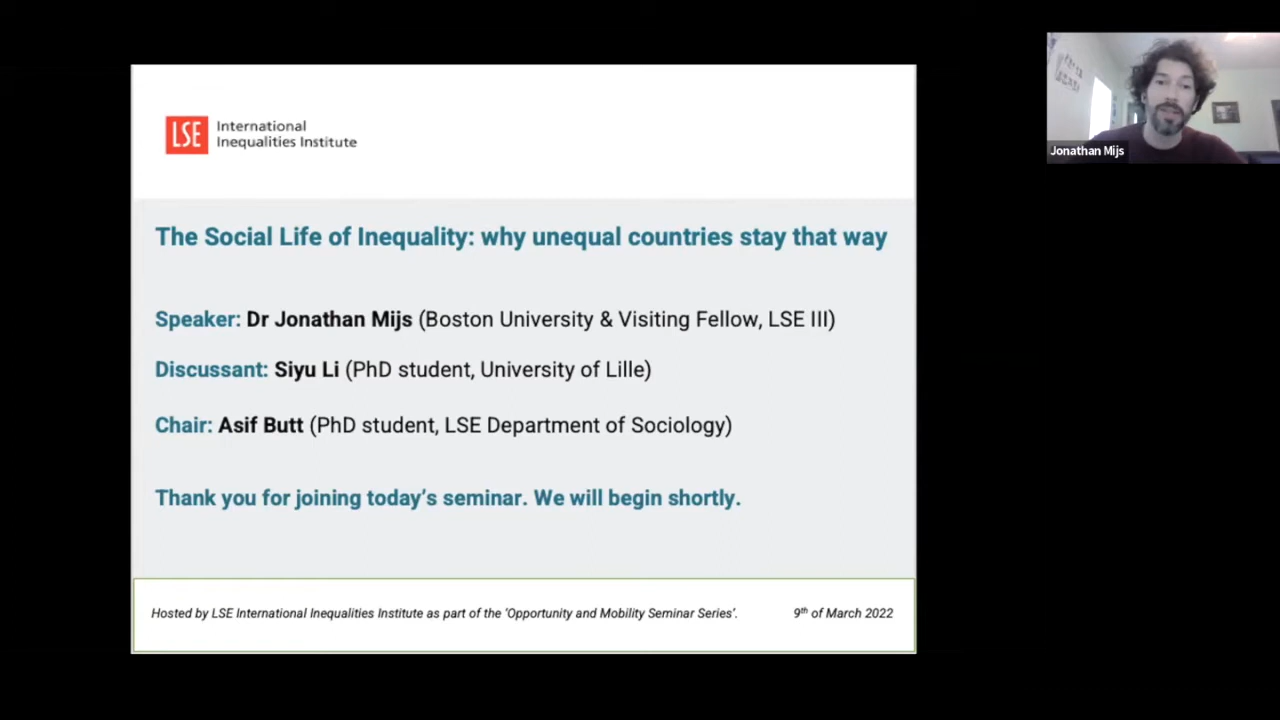 LSE International
Inequalities Institute
Jonathan Mijs
The Social Life of Inequality: why unequal countries stay that way
Speaker: Dr Jonathan Mijs (Boston University & Visiting Fellow, LSE III)
Discussant: Siyu Li (PhD student, University of Lille)
Chair: Asif Butt (PhD student, LSE Department of Sociology)
Thank you for joining today's seminar. We will begin shortly.
Hosted by LSE International Inequalities Institute as part of the 'Opportunity and Mobility Seminar Series'. 9th of March 2022